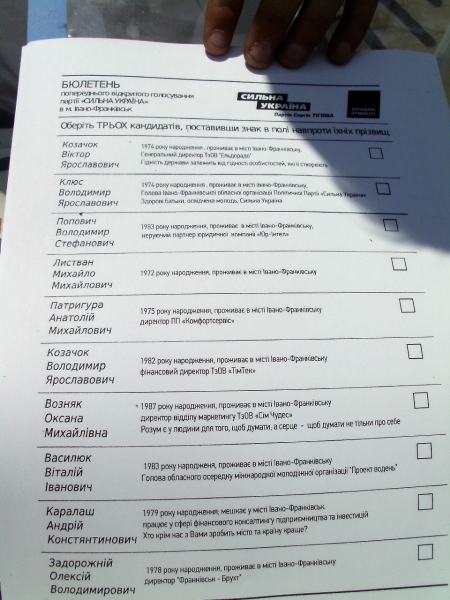 БЮЛЕТЕНЬ
попереднього відкритого голосування
партії «СИЛЬНА УКРАЇНА»
в м. Івано-Франківськ
СИЛЬНА
УКРАЇНА
Партія Сергія Тігіпка
Оберіть ТРЬОХ кандидатів, поставивши знак в полі навпроти їхніх прізвищ
Козачок
Віктор
Ярославович
1974 року народження, проживає в місті Івано-Франківську,
Генеральний директор ТзОВ "Ельдорадо"
Гідність держави залежить від гідності особистостей, які її створюють
Клюс
Володимир
Ярославович
1974 року народження, проживає в місті Івано-Франківську,
Голова Івано-Франківської обласної організації Політичної Партії «Сильна Україна»
Здорові батьки, освідчена молодь, Сильна Україна
Попович
Володимир
Стефанович
1983 року народження, проживає в місті Івано-Франківську,
керуючий партнер юридичної компанії «Юр-Інтел»
Листван
Михайло
Михайлович
1972 року народження, проживає в місті Івано-Франківську
Патригура
Анатолій
Михайлович
1975 року народження, проживає в місті Івано-Франківську
директор ПП «Комфортсервіс»
Козачок
Володимир
Ярославович
1982 року народження, проживає в місті Івано-Франківську
фінансовий директор ТзОВ «ТімТек»
Возняк
Оксана
Михайлівна
1987 року народження, проживає в місті Івано-Франківську
директор відділу маркетингу ТзОВ «Сім Чудес»
Розум є у людини для того, щоб думати, а серце - щоб думати не тільки про себе
Василюк
Віталій
Іванович
1983 року народженя, проживає в місті Івано-Франківську
Голова обласного осередку міжнародної молодіжної організації "Проект водень"
Каралаш
Андрій
Констянтинович
1979 року народження, мешкає у місті Івано-Франківськ
працює у сфері фінансового консалтингу підприємництва та інвестицій
Хто крім нас з Вами зробить місто та країну краще?
Задорожній
Олексій
Володимирович
1978 року народження, проживає в місті Івано-Франківську
директор "Франківськ - Брухт"